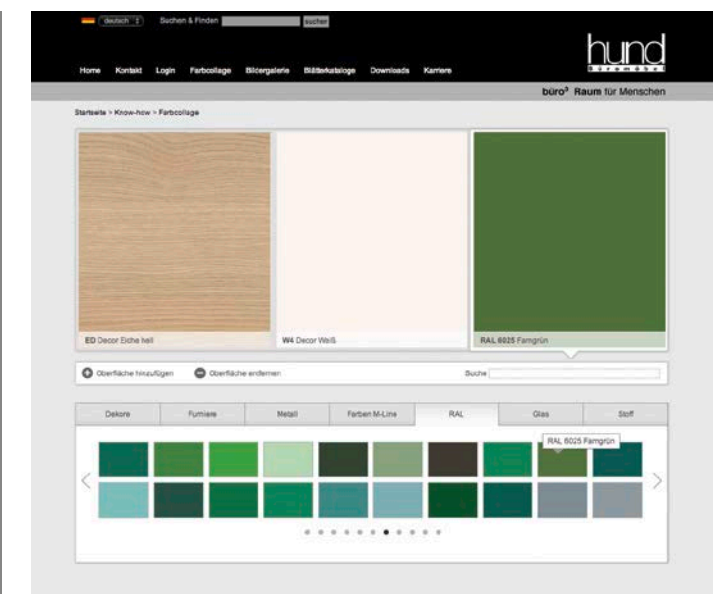 deutsch
Suchen & Finden
suchen
hund
Büromöbel
Home Kontakt Login Farbcollage Bildergalerie Blätterkataloge Downloads Karriere
büro³ Raum für Menschen
Startseite > Know-how > Farbcollage
ED Decor Eiche hell
W4 Decor Weiß
RAL 6025 Farngrün
Oberfläche hinzufügen
Oberfläche entfernen
Suche
Dekore Furniere Metall Farben M-Line RAL Glas Stoff
RAL 6025 Farngrün